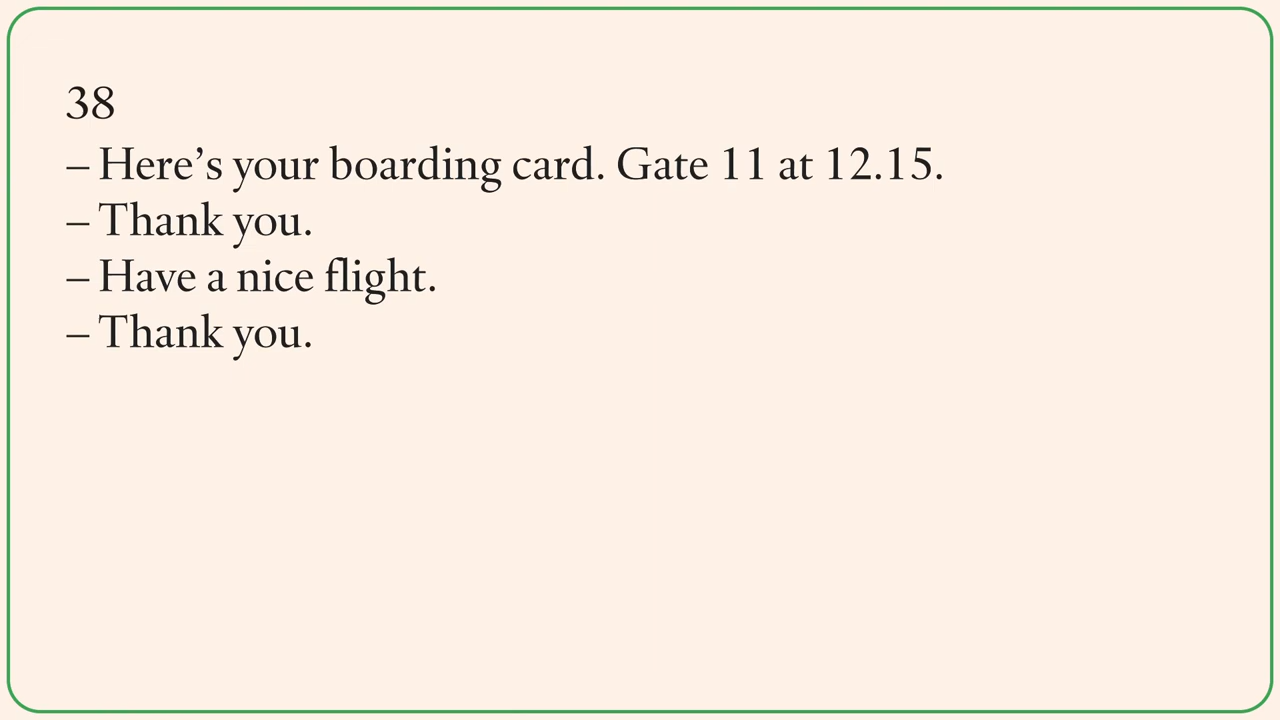 38
– Here’s your boarding card. Gate 11 at 12.15.
– Thank you.
– Have a nice flight.
– Thank you.